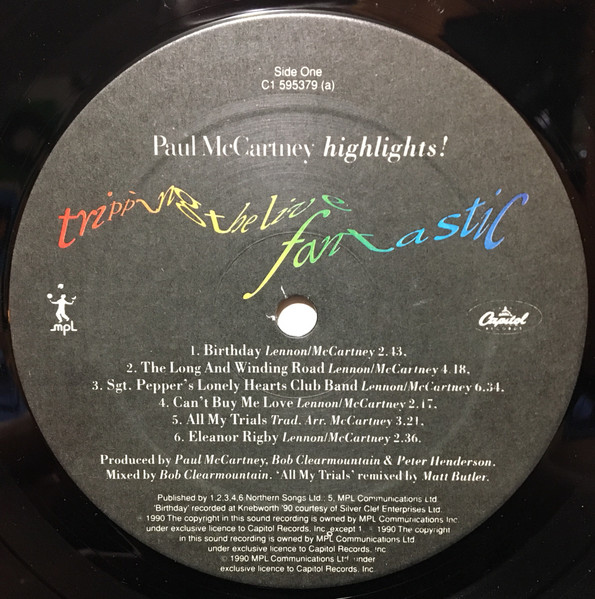 Side One
C1 595379 (a)
Paul McCartney highlights!
tripping the live
fantastic
mpL
Capitol
RECORDS
1. Birthday Lennon/McCartney 2.43.
2. The Long And Winding Road Lennon/McCartney 4.18.
3. Sgt. Pepper's Lonely Hearts Club Band Lennon/McCartney 6.34.
4. Can't Buy Me Love Lennon/McCartney 2.17.
5. All My Trials Trad. Arr. McCartney 3.21.
6. Eleanor Rigby Lennon/McCartney 2.36.
Produced by Paul McCartney, Bob Clearmountain & Peter Henderson.
Mixed by Bob Clearmountain. 'All My Trials' remixed by Matt Butler.
Published by 1,2,3,4,6 Northern Songs Ltd.: 5, MPL Communications Ltd.
'Birthday' recorded at Knebworth '90 courtesy of Silver Clef Enterprises Ltd.
1990 The copyright in this sound recording is owned by MPL Communications Inc.
under exclusive licence to Capitol Records, Inc. except 1. 1990 The copyright
in this sound recording is owned by MPL Communications Ltd.
under exclusive licence to Capitol Records, Inc.
© 1990 MPL Communications Ltd. under
exclusive licence to Capitol Records, Inc.